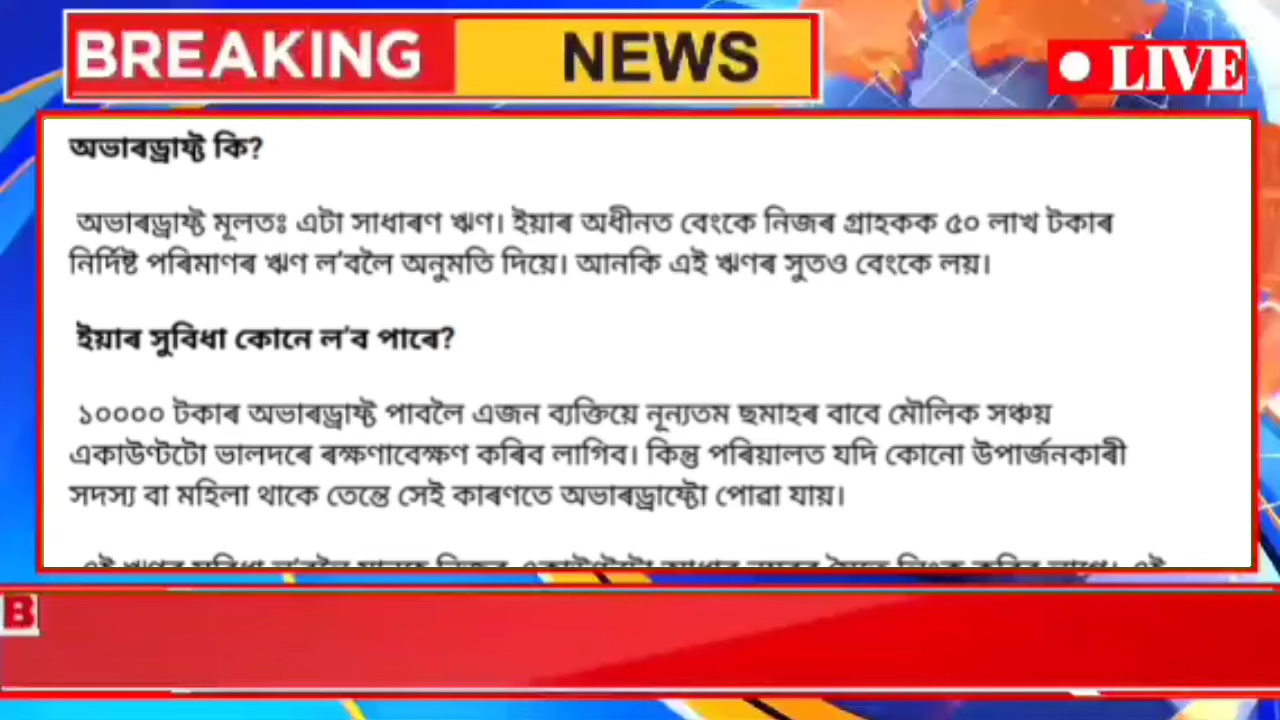 BREAKING NEWS
LIVE
অভাৰড্ৰাফ্ট কি?
অভাৰড্ৰাফ্ট মূলতঃ এটা সাধাৰণ ঋণ। ইয়াৰ অধীনত বেংকে নিজৰ গ্ৰাহকক ৫০ লাখ টকাৰ
নিৰ্দিষ্ট পৰিমাণৰ ঋণ ল'বলৈ অনুমতি দিয়ে। আনকি এই ঋণৰ সুতও বেংকে লয়।
ইয়াৰ সুবিধা কোনে ল'ব পাৰে?
১০০০০ টকাৰ অভাৰড্ৰাফ্ট পাবলৈ এজন ব্যক্তিয়ে নূন্যতম ছমাহৰ বাবে মৌলিক সঞ্চয়
একাউণ্টটো ভালদৰে ৰক্ষণাবেক্ষণ কৰিব লাগিব। কিন্তু পৰিয়ালত যদি কোনো উপাৰ্জনকাৰী
সদস্য বা মহিলা থাকে তেন্তে সেই কাৰণতে অভাৰড্ৰাফ্টো পোৱা যায়।
B